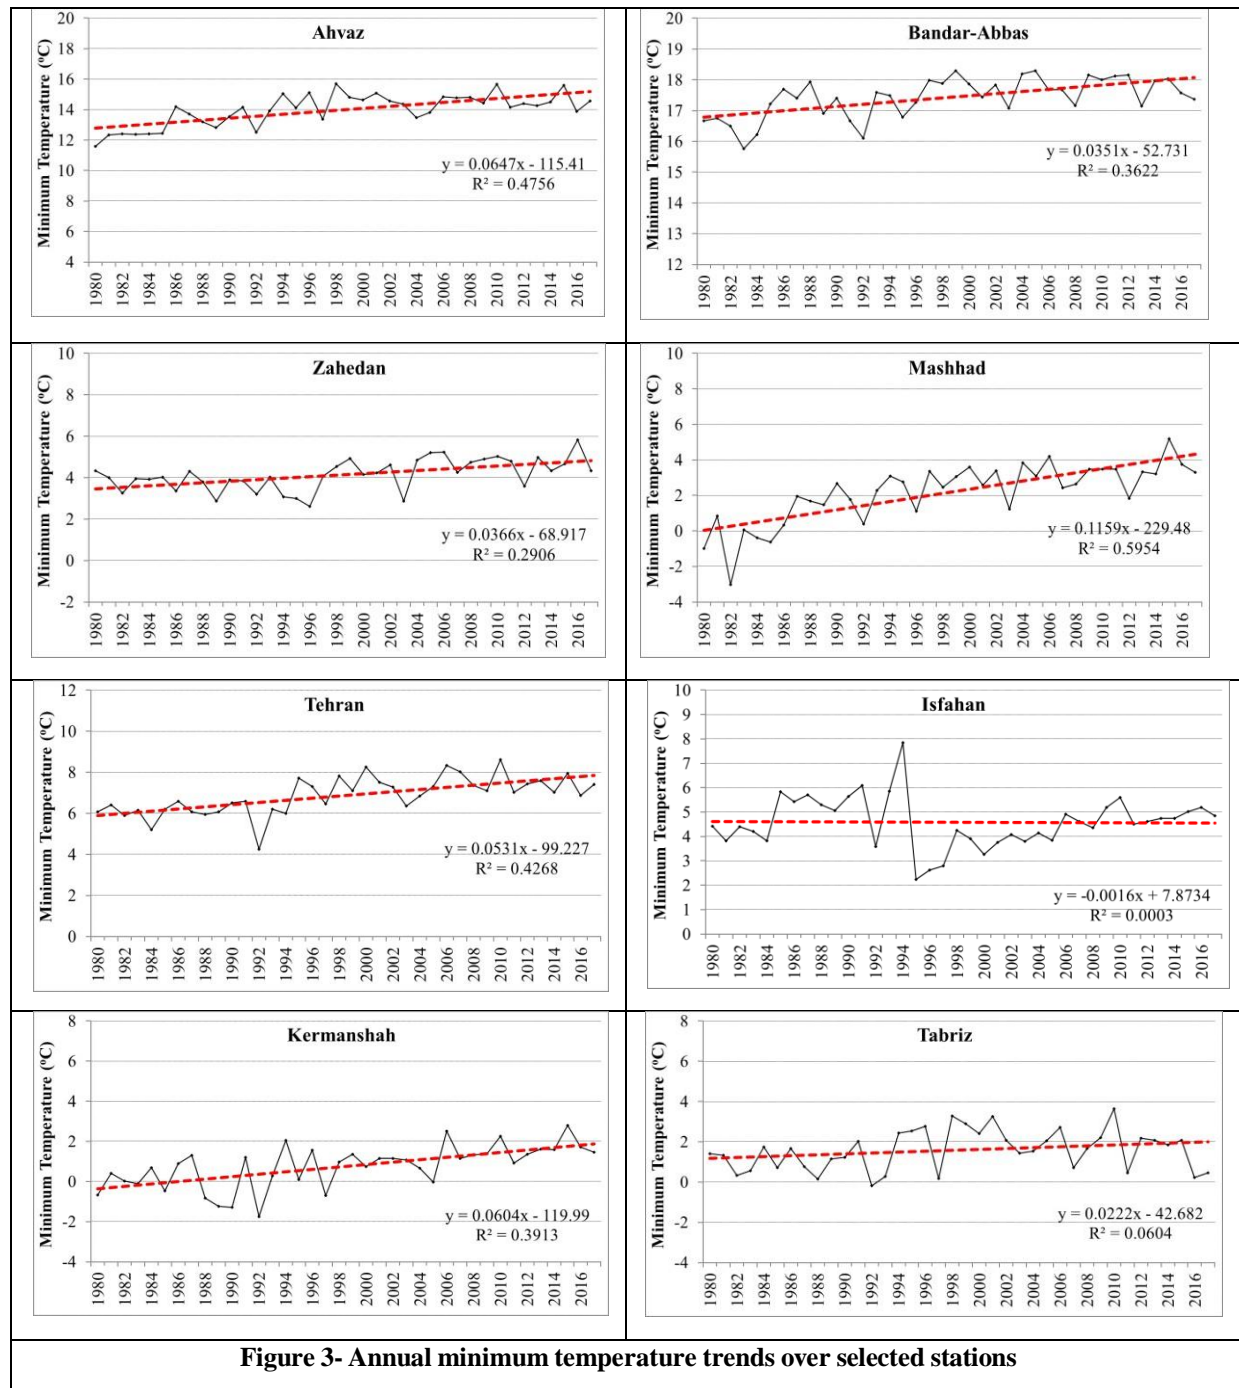 Ahvaz
Minimum Temperature (ºC)
20
18
16
14
12
10
8
6
4
y = 0.0647x - 115.41
R² = 0.4756
1980 1982 1984 1986 1988 1990 1992 1994 1996 1998 2000 2002 2004 2006 2008 2010 2012 2014 2016
Bandar-Abbas
Minimum Temperature (ºC)
20
19
18
17
16
15
14
13
12
y = 0.0351x - 52.731
R² = 0.3622
1980 1982 1984 1986 1988 1990 1992 1994 1996 1998 2000 2002 2004 2006 2008 2010 2012 2014 2016
Zahedan
Minimum Temperature (ºC)
10
8
6
4
2
0
-2
y = 0.0366x - 68.917
R² = 0.2906
1980 1982 1984 1986 1988 1990 1992 1994 1996 1998 2000 2002 2004 2006 2008 2010 2012 2014 2016
Mashhad
Minimum Temperature (ºC)
10
8
6
4
2
0
-2
-4
y = 0.1159x - 229.48
R² = 0.5954
1980 1982 1984 1986 1988 1990 1992 1994 1996 1998 2000 2002 2004 2006 2008 2010 2012 2014 2016
Tehran
Minimum Temperature (ºC)
12
10
8
6
4
2
0
y = 0.0531x - 99.227
R² = 0.4268
1980 1982 1984 1986 1988 1990 1992 1994 1996 1998 2000 2002 2004 2006 2008 2010 2012 2014 2016
Isfahan
Minimum Temperature (ºC)
10
9
8
7
6
5
4
3
2
1
0
y = -0.0016x + 7.8734
R² = 0.0003
1980 1982 1984 1986 1988 1990 1992 1994 1996 1998 2000 2002 2004 2006 2008 2010 2012 2014 2016
Kermanshah
Minimum Temperature (ºC)
8
6
4
2
0
-2
-4
y = 0.0604x - 119.99
R² = 0.3913
1980 1982 1984 1986 1988 1990 1992 1994 1996 1998 2000 2002 2004 2006 2008 2010 2012 2014 2016
Tabriz
Minimum Temperature (ºC)
8
6
4
2
0
-2
-4
y = 0.0222x - 42.682
R² = 0.0604
1980 1982 1984 1986 1988 1990 1992 1994 1996 1998 2000 2002 2004 2006 2008 2010 2012 2014 2016
Figure 3- Annual minimum temperature trends over selected stations